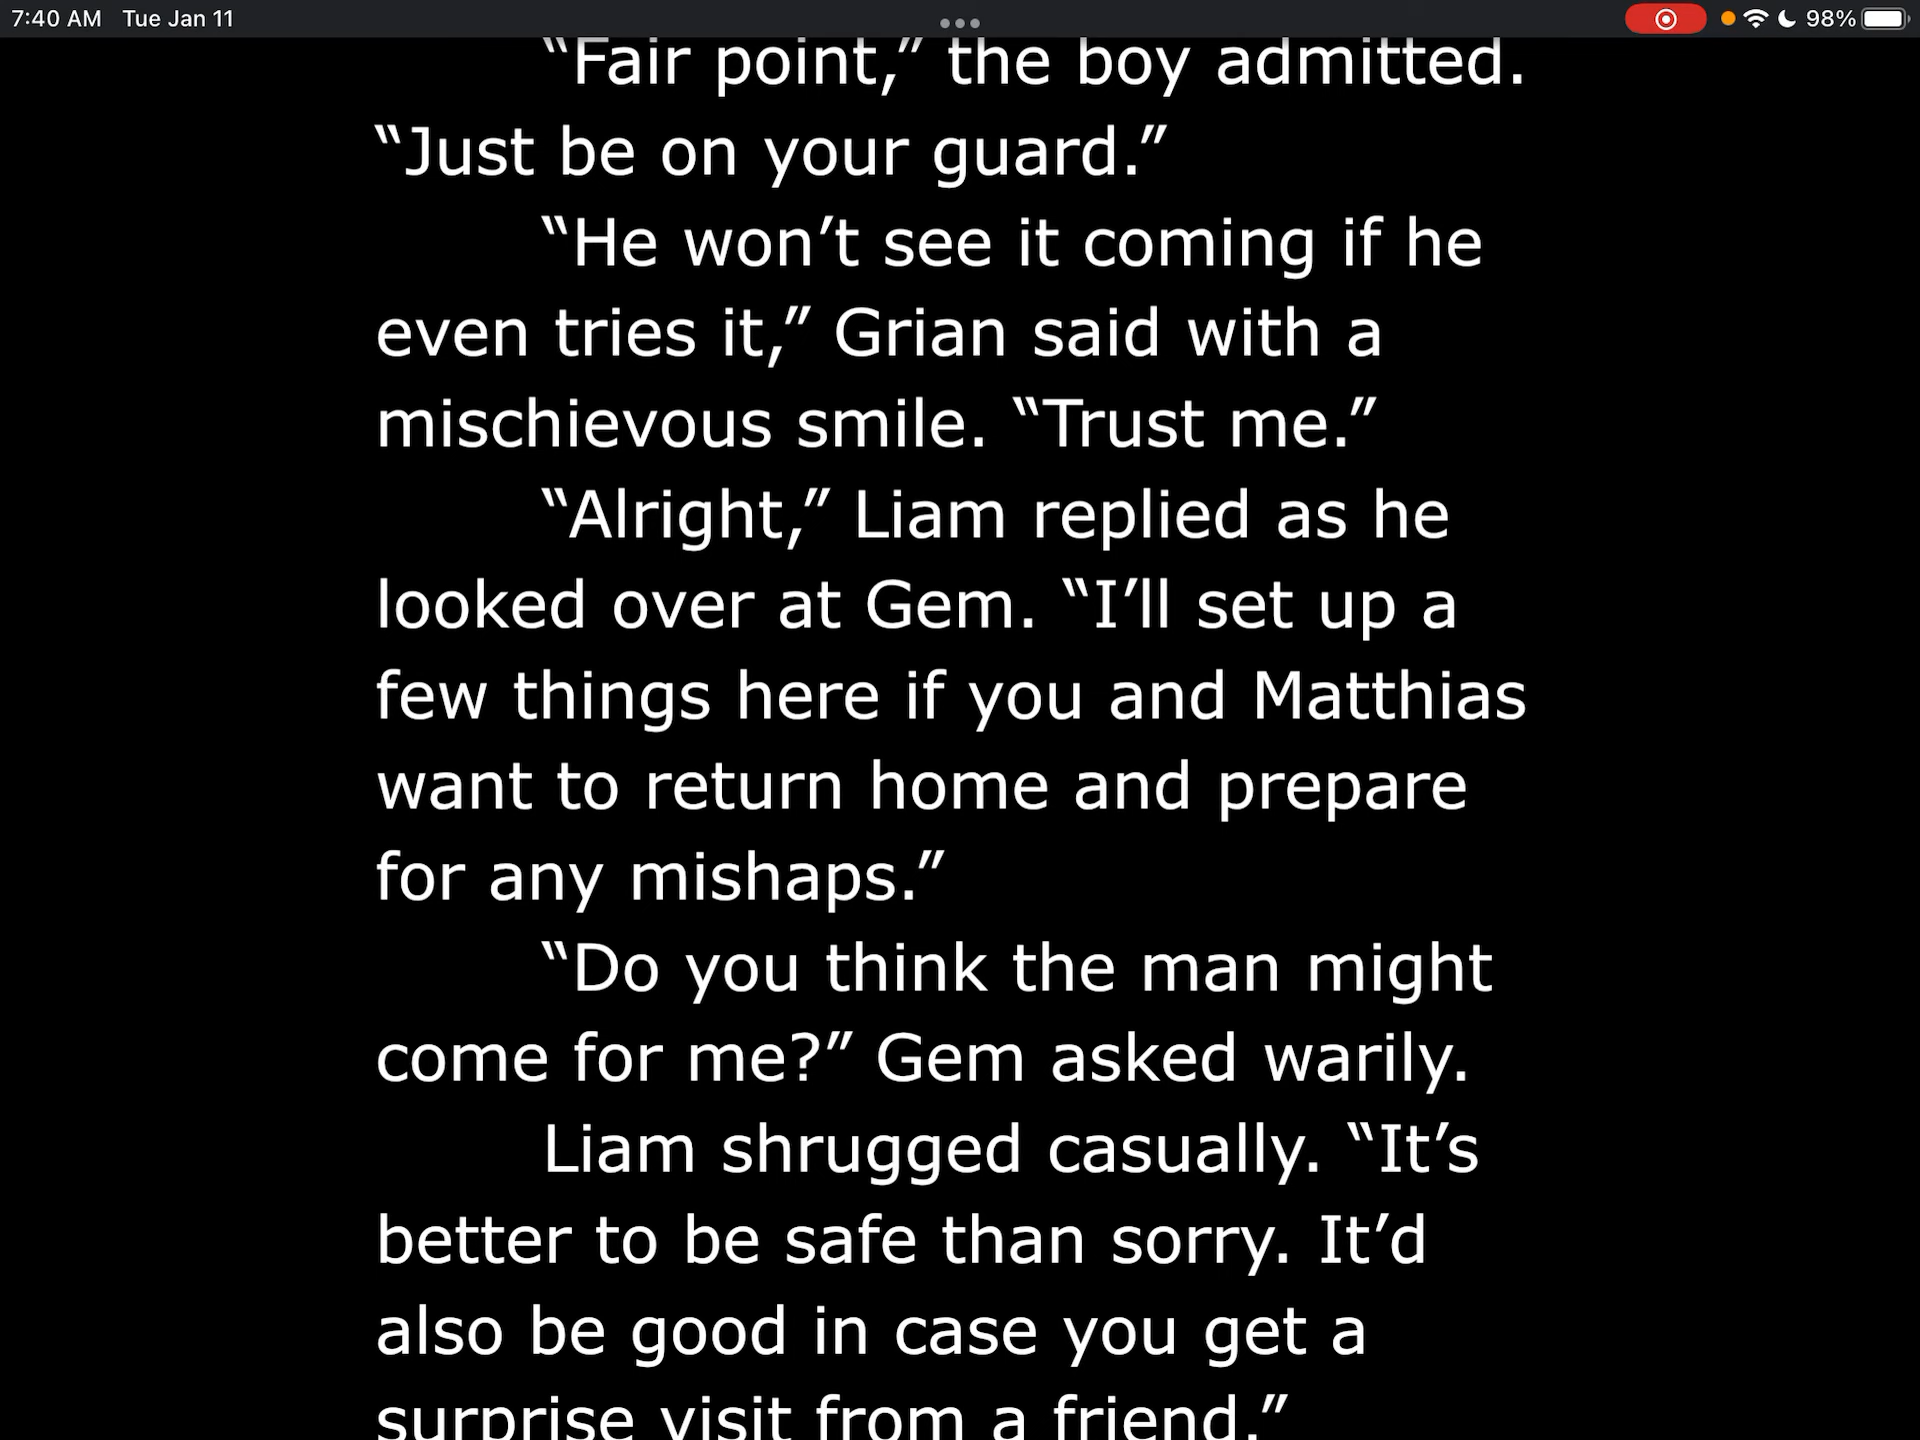 7:40 AM Tue Jan 11 98%
“Fair point,” the boy admitted.
“Just be on your guard.”
“He won’t see it coming if he
even tries it,” Grian said with a
mischievous smile. “Trust me.”
“Alright,” Liam replied as he
looked over at Gem. “I’ll set up a
few things here if you and Matthias
want to return home and prepare
for any mishaps.”
“Do you think the man might
come for me?” Gem asked warily.
Liam shrugged casually. “It’s
better to be safe than sorry. It’d
also be good in case you get a
surprise visit from a friend.”